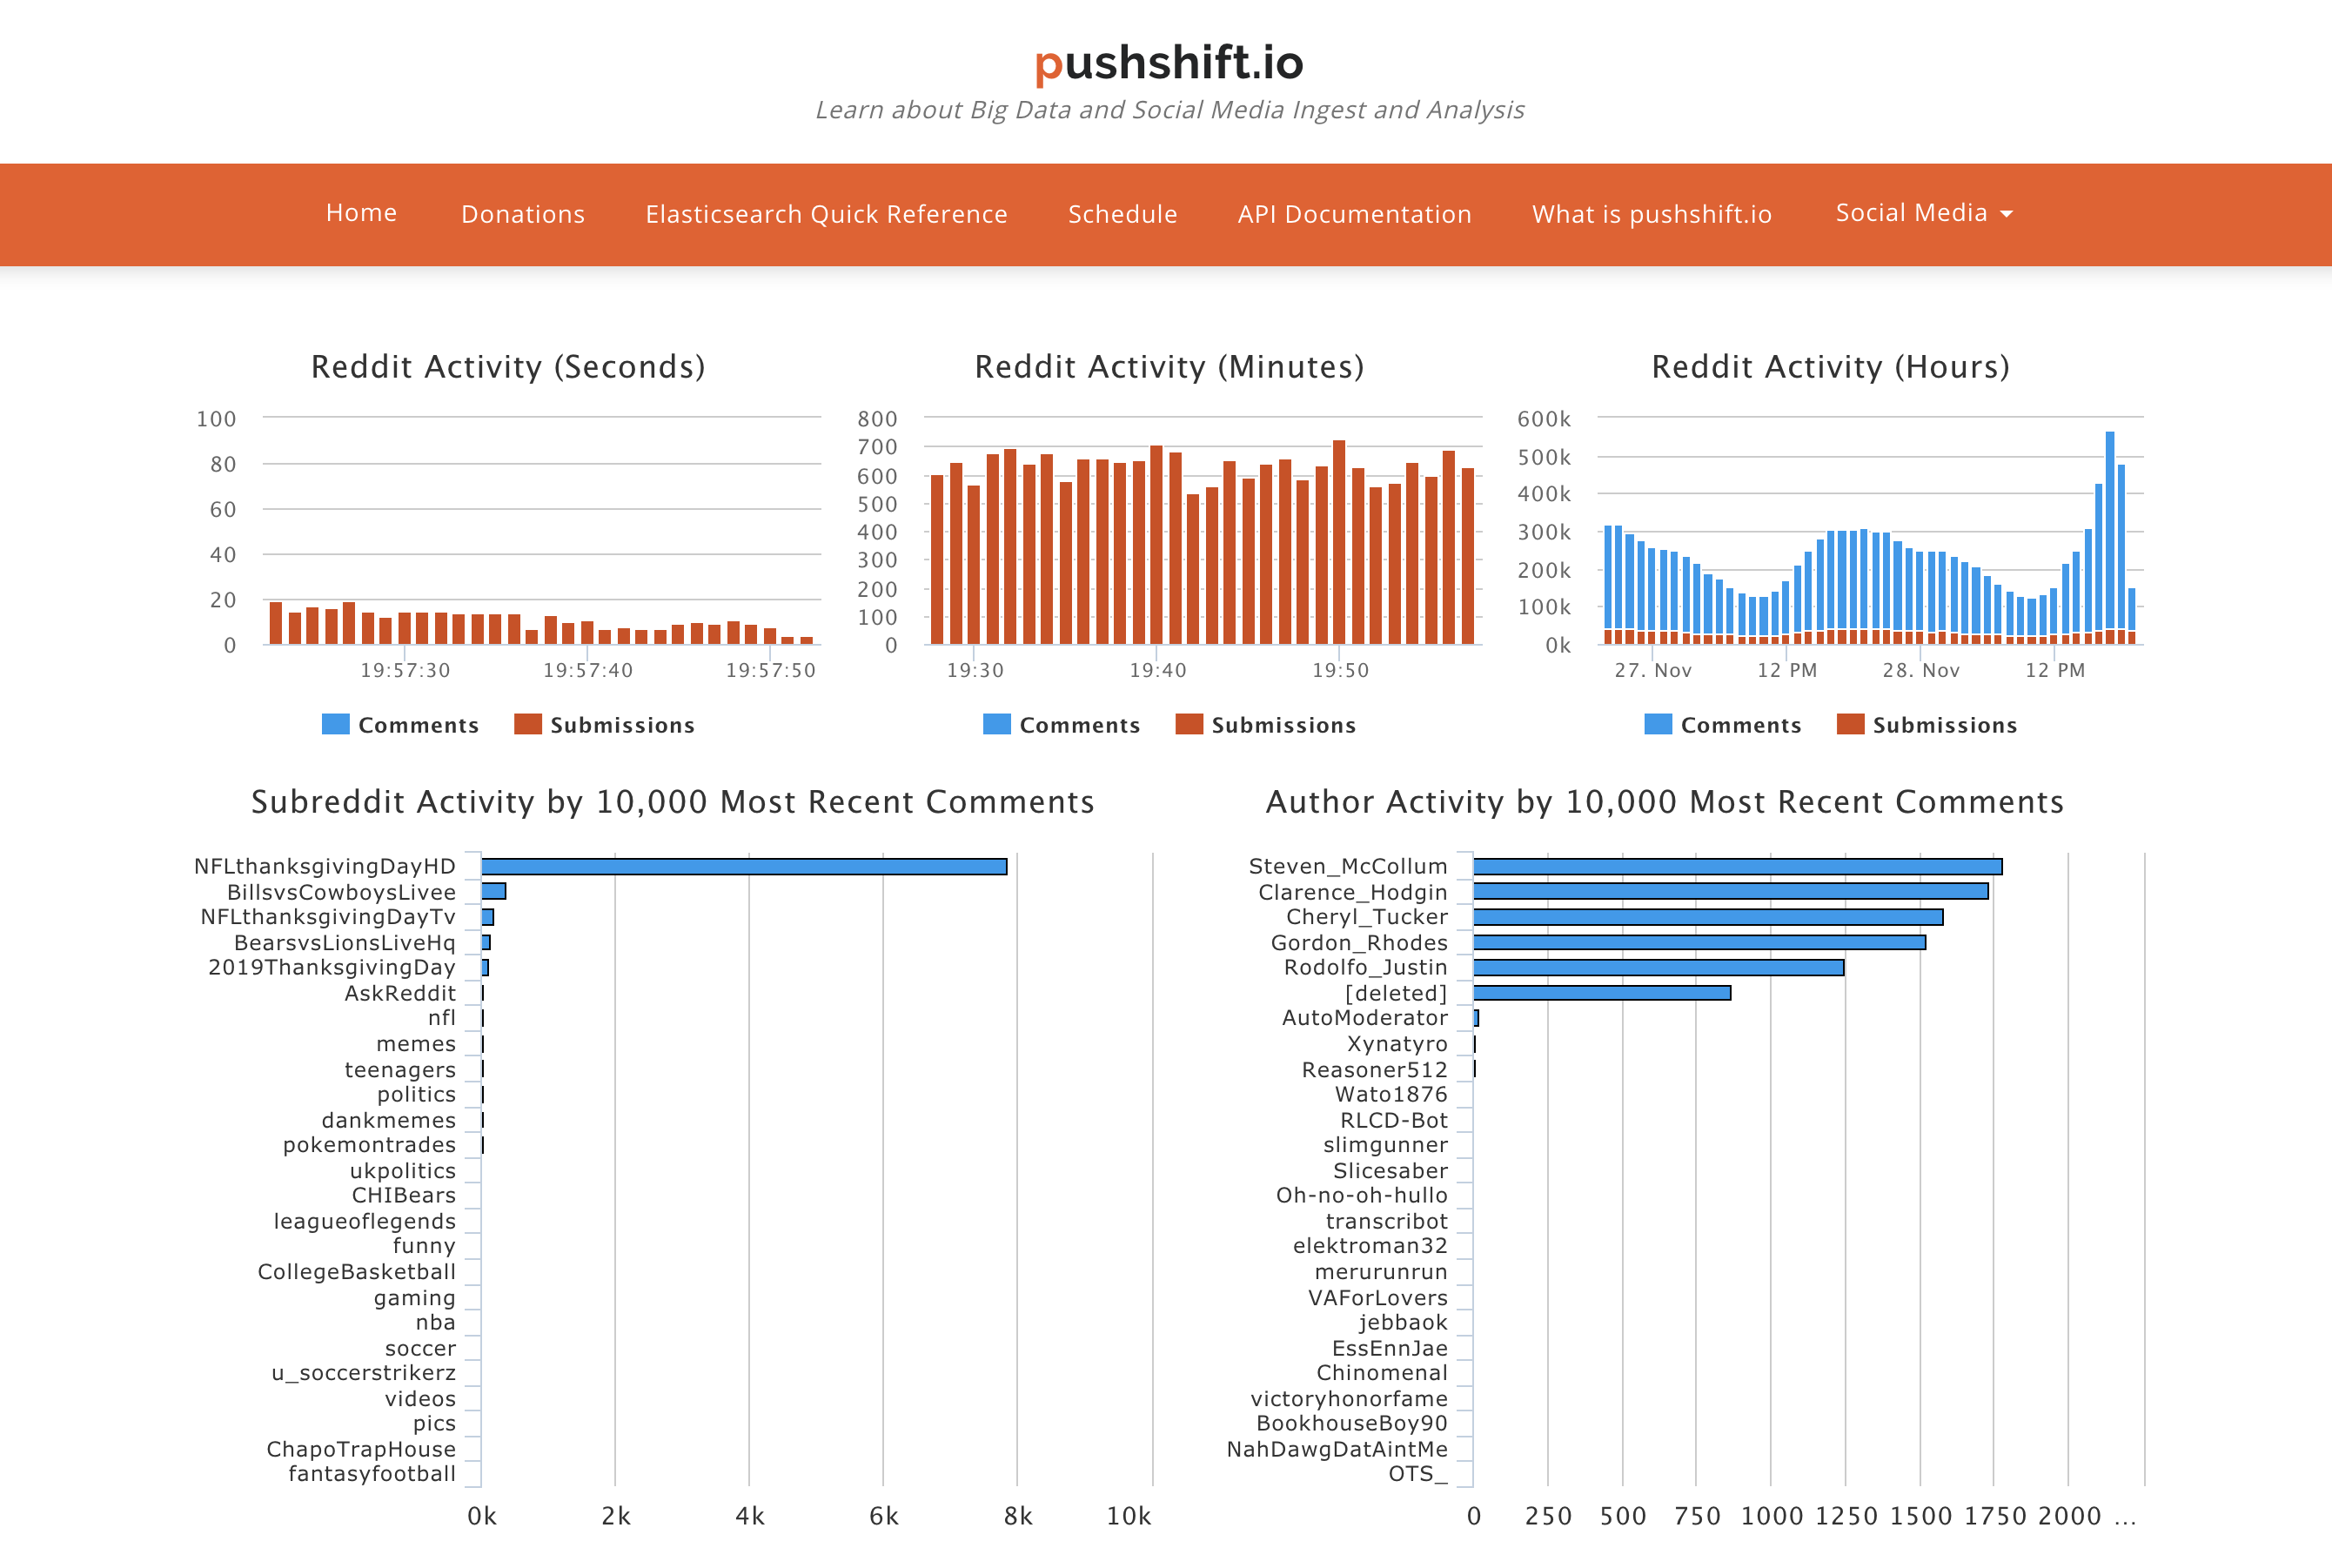 pushshift.io
Learn about Big Data and Social Media Ingest and Analysis
Home Donations Elasticsearch Quick Reference Schedule API Documentation What is pushshift.io Social Media
Reddit Activity (Seconds)
100
80
60
40
20
0
19:57:30 19:57:40 19:57:50
Comments Submissions
Reddit Activity (Minutes)
800
700
600
500
400
300
200
100
0
19:30 19:40 19:50
Comments Submissions
Reddit Activity (Hours)
600k
500k
400k
300k
200k
100k
0k
27. Nov 12 PM 28. Nov 12 PM
Comments Submissions
Subreddit Activity by 10,000 Most Recent Comments
NFLthanksgivingDayHD
BillsvsCowboysLivee
NFLthanksgivingDayTv
BearsvsLionsLiveHq
2019ThanksgivingDay
AskReddit
nfl
memes
teenagers
politics
dankmemes
pokemontrades
ukpolitics
CHIBears
leagueoflegends
funny
CollegeBasketball
gaming
nba
soccer
u_soccerstrikerz
videos
pics
ChapoTrapHouse
fantasyfootball
0k 2k 4k 6k 8k 10k
Author Activity by 10,000 Most Recent Comments
Steven_McCollum
Clarence_Hodgin
Cheryl_Tucker
Gordon_Rhodes
Rodolfo_Justin
[deleted]
AutoModerator
Xynatyro
Reasoner512
Wato1876
RLCD-Bot
slimgunner
Slicesaber
Oh-no-oh-hullo
transcribot
elektroman32
merurunrun
VAForLovers
jebbaok
EssEnnJae
Chinomenal
victoryhonorfame
BookhouseBoy90
NahDawgDatAintMe
OTS_
0 250 500 750 1000 1250 1500 1750 2000 ...